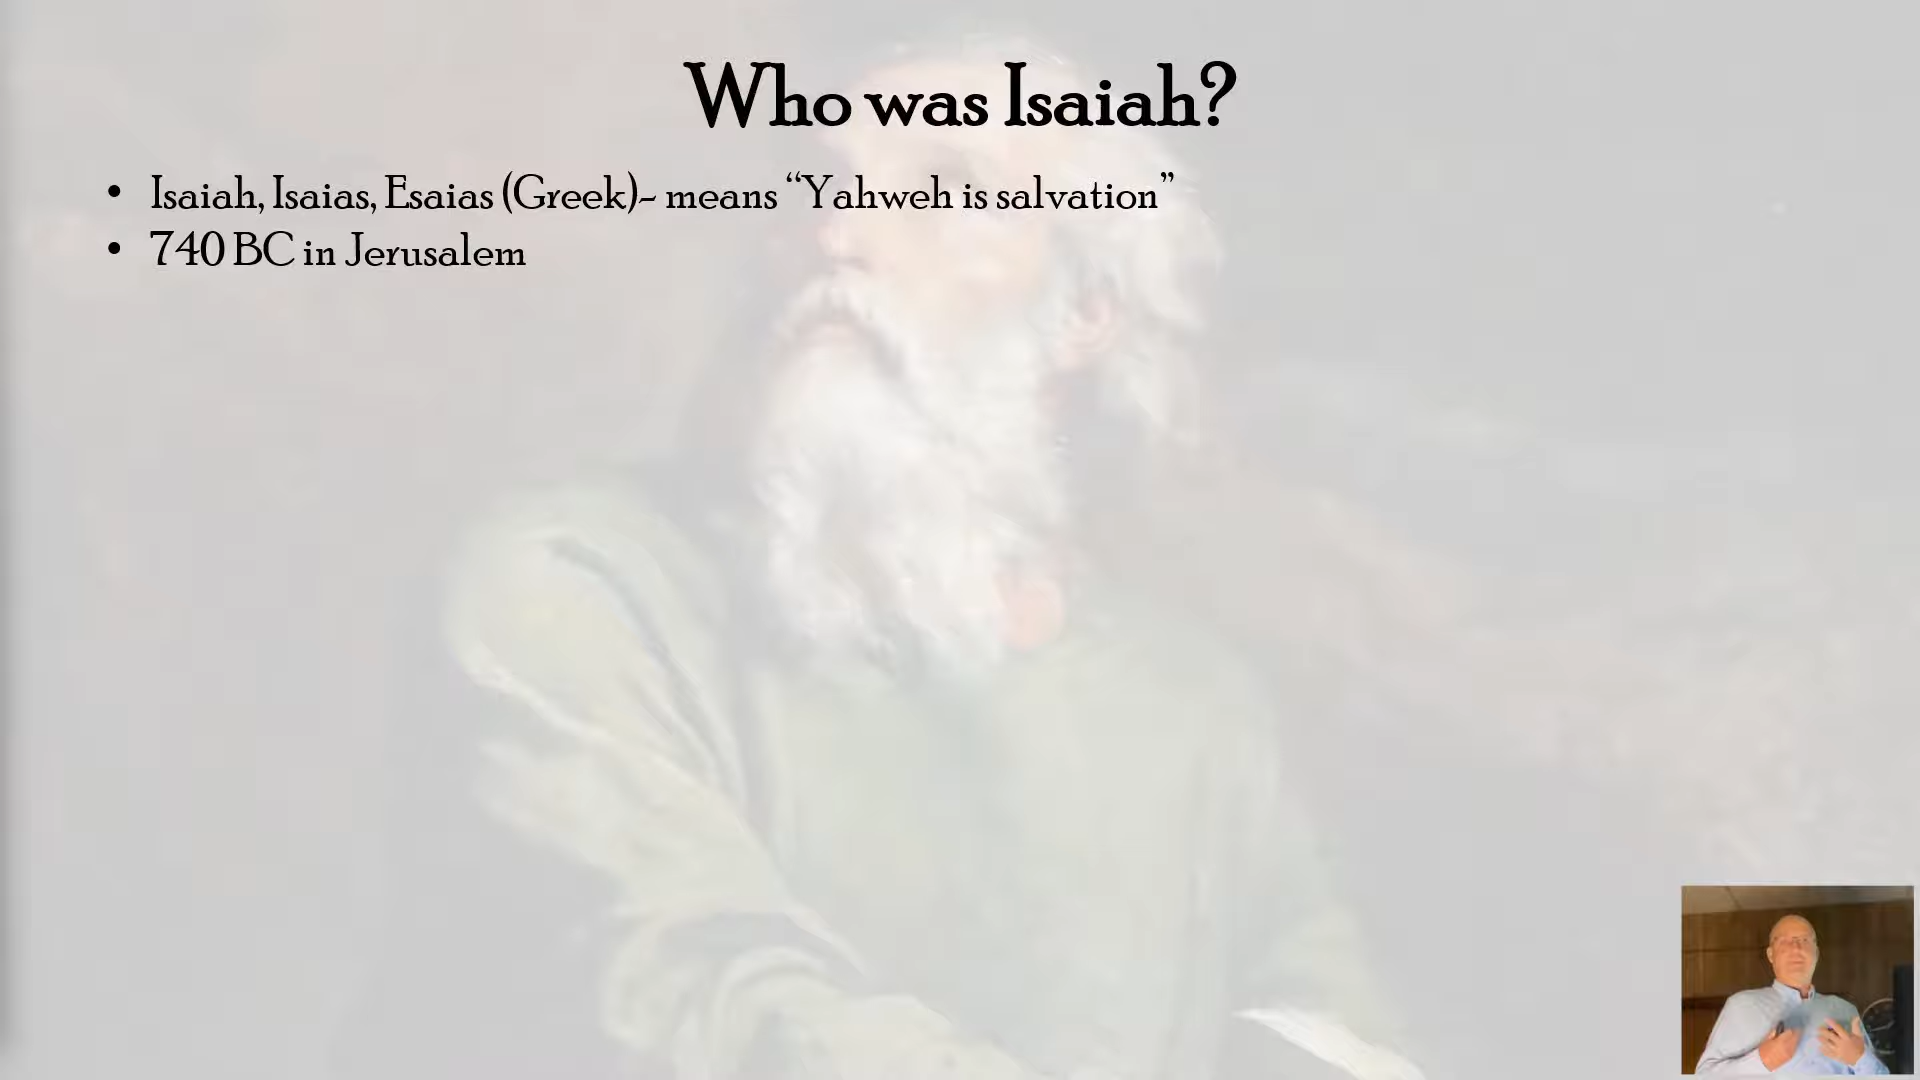 Who was Isaiah?
• Isaiah, Isaias, Esaias (Greek)- means “Yahweh is salvation”
• 740 BC in Jerusalem